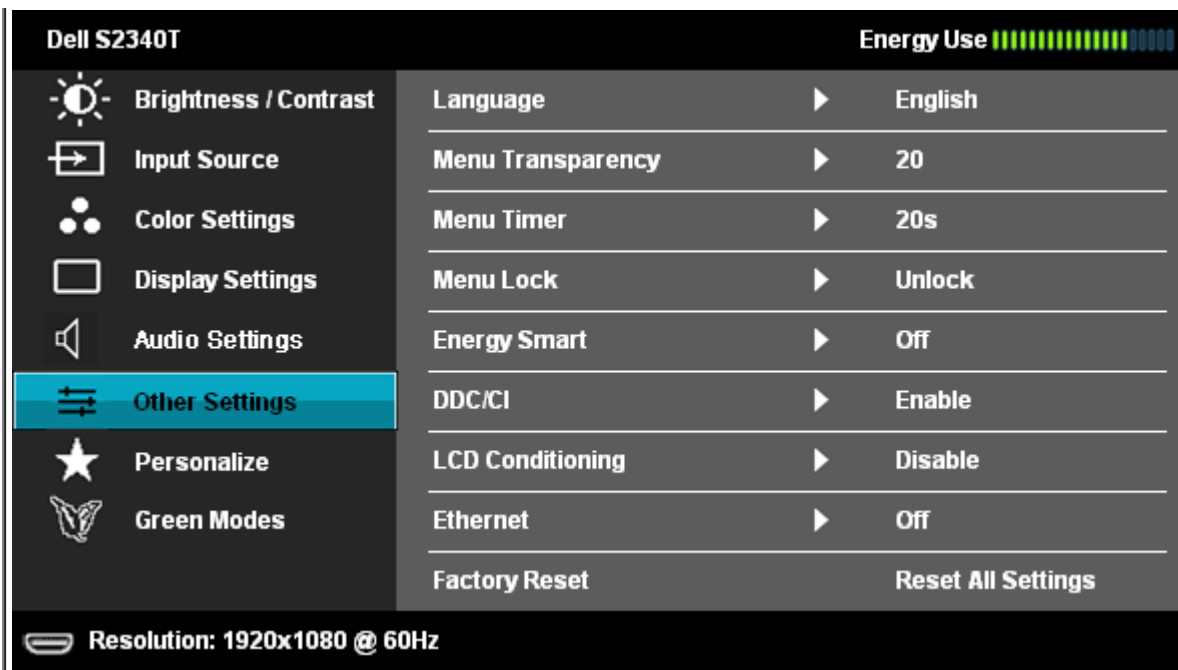 Dell S2340T Energy Use
Brightness / Contrast Language English
Input Source Menu Transparency 20
Color Settings Menu Timer 20s
Display Settings Menu Lock Unlock
Audio Settings Energy Smart Off
Other Settings DDC/CI Enable
Personalize LCD Conditioning Disable
Green Modes Ethernet Off
Factory Reset Reset All Settings
Resolution: 1920x1080 @ 60Hz